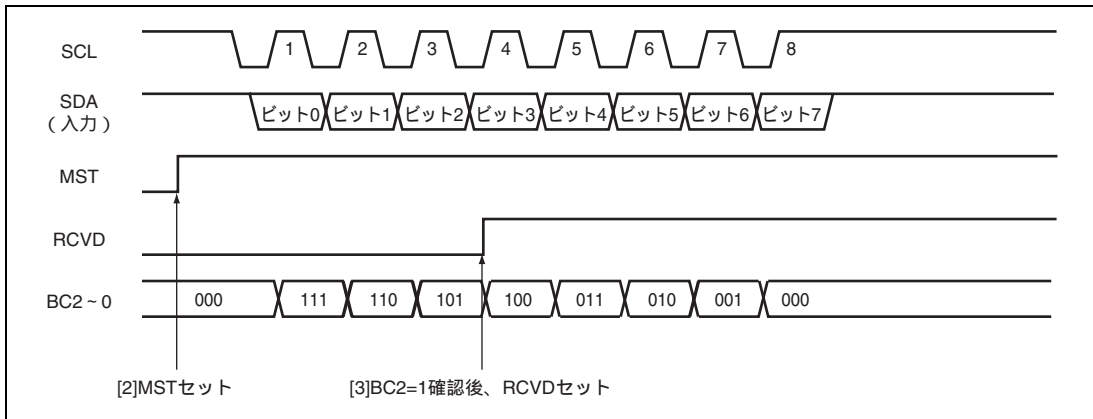 SCL 1 2 3 4 5 6 7 8
SDA
(入力)
ビット0 ビット1 ビット2 ビット3 ビット4 ビット5 ビット6 ビット7
MST
RCVD
BC2~0 000 111 110 101 100 011 010 001 000
[2]MSTセット [3]BC2=1確認後、RCVDセット